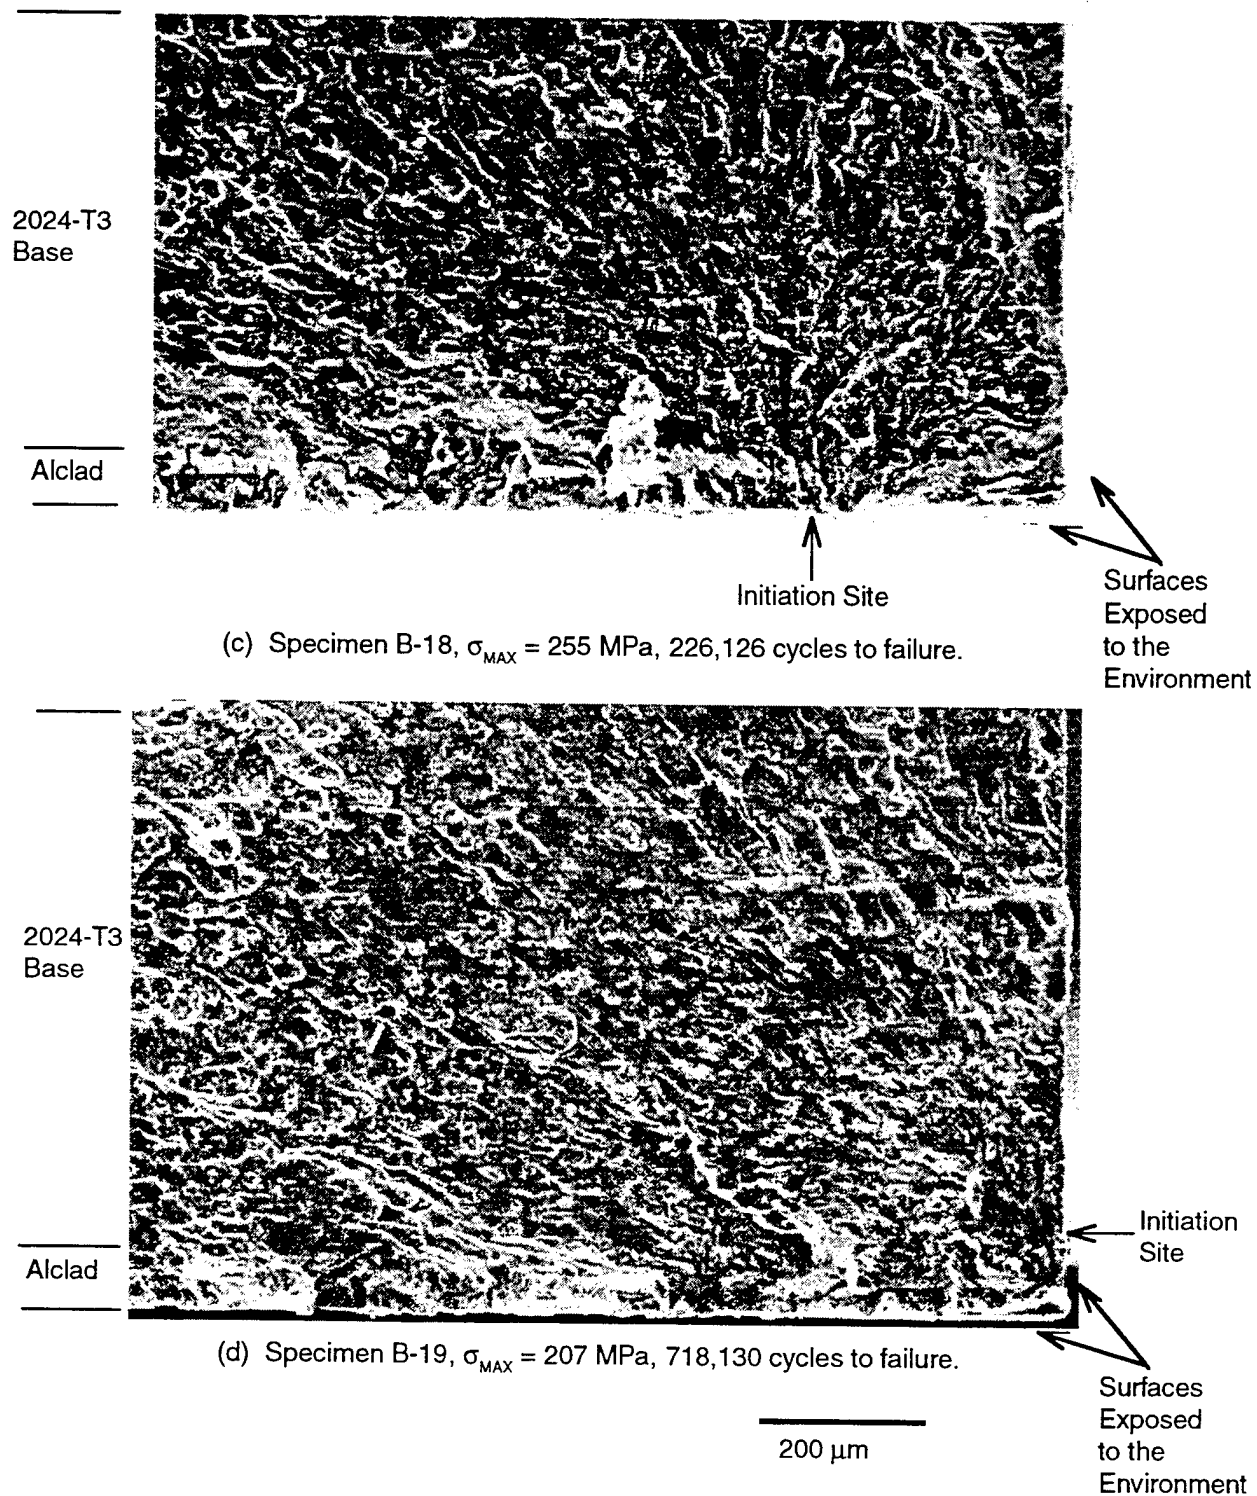 2024-T3
Base
Alclad
Initiation Site
Surfaces
Exposed
to the
Environment
(c) Specimen B-18, σMAX = 255 MPa, 226,126 cycles to failure.
2024-T3
Base
Initiation
Site
Alclad
(d) Specimen B-19, σMAX = 207 MPa, 718,130 cycles to failure.
Surfaces
Exposed
to the
Environment
200 µm